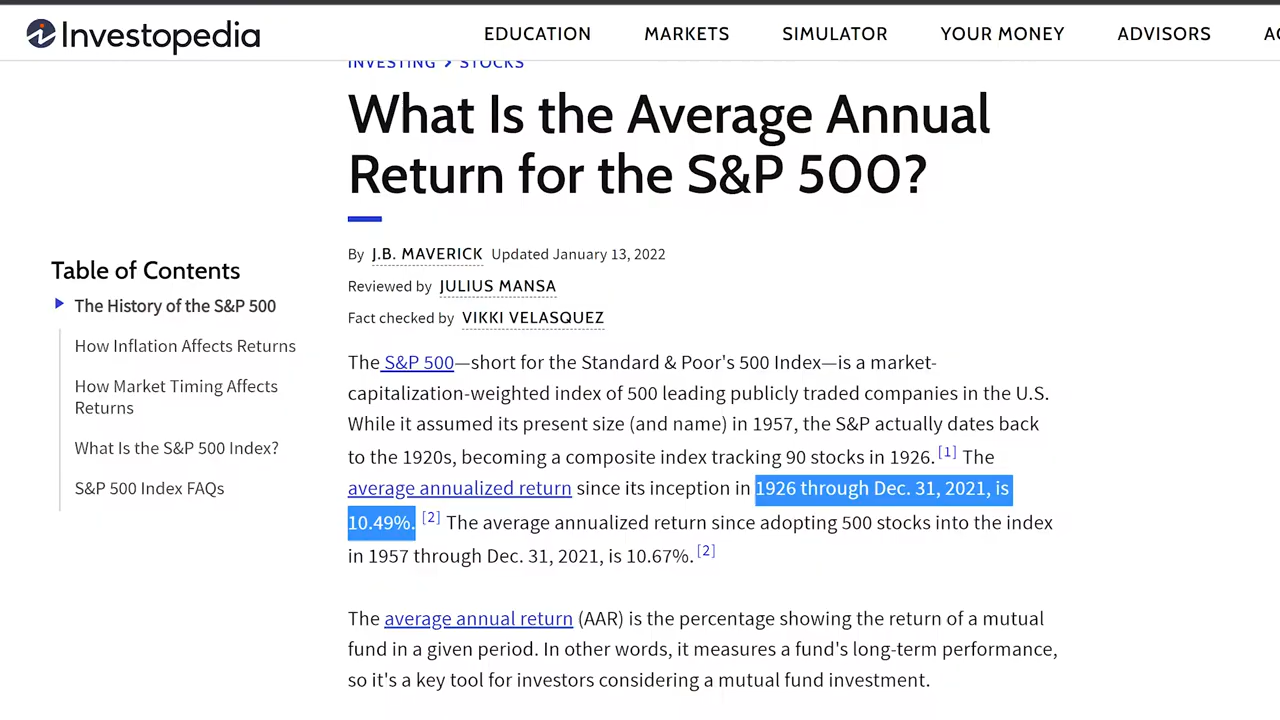 Investopedia
EDUCATION
MARKETS
SIMULATOR
YOUR MONEY
ADVISORS
INVESTING > STOCKS
What Is the Average Annual
Return for the S&P 500?
By J.B. MAVERICK Updated January 13, 2022
Reviewed by JULIUS MANSA
Fact checked by VIKKI VELASQUEZ
Table of Contents
The History of the S&P 500
How Inflation Affects Returns
How Market Timing Affects
Returns
What Is the S&P 500 Index?
S&P 500 Index FAQs
The S&P 500—short for the Standard & Poor's 500 Index—is a market-
capitalization-weighted index of 500 leading publicly traded companies in the U.S.
While it assumed its present size (and name) in 1957, the S&P actually dates back
to the 1920s, becoming a composite index tracking 90 stocks in 1926. [1] The
average annualized return since its inception in 1926 through Dec. 31, 2021, is
10.49%. [2] The average annualized return since adopting 500 stocks into the index
in 1957 through Dec. 31, 2021, is 10.67%. [2]
The average annual return (AAR) is the percentage showing the return of a mutual
fund in a given period. In other words, it measures a fund's long-term performance,
so it's a key tool for investors considering a mutual fund investment.